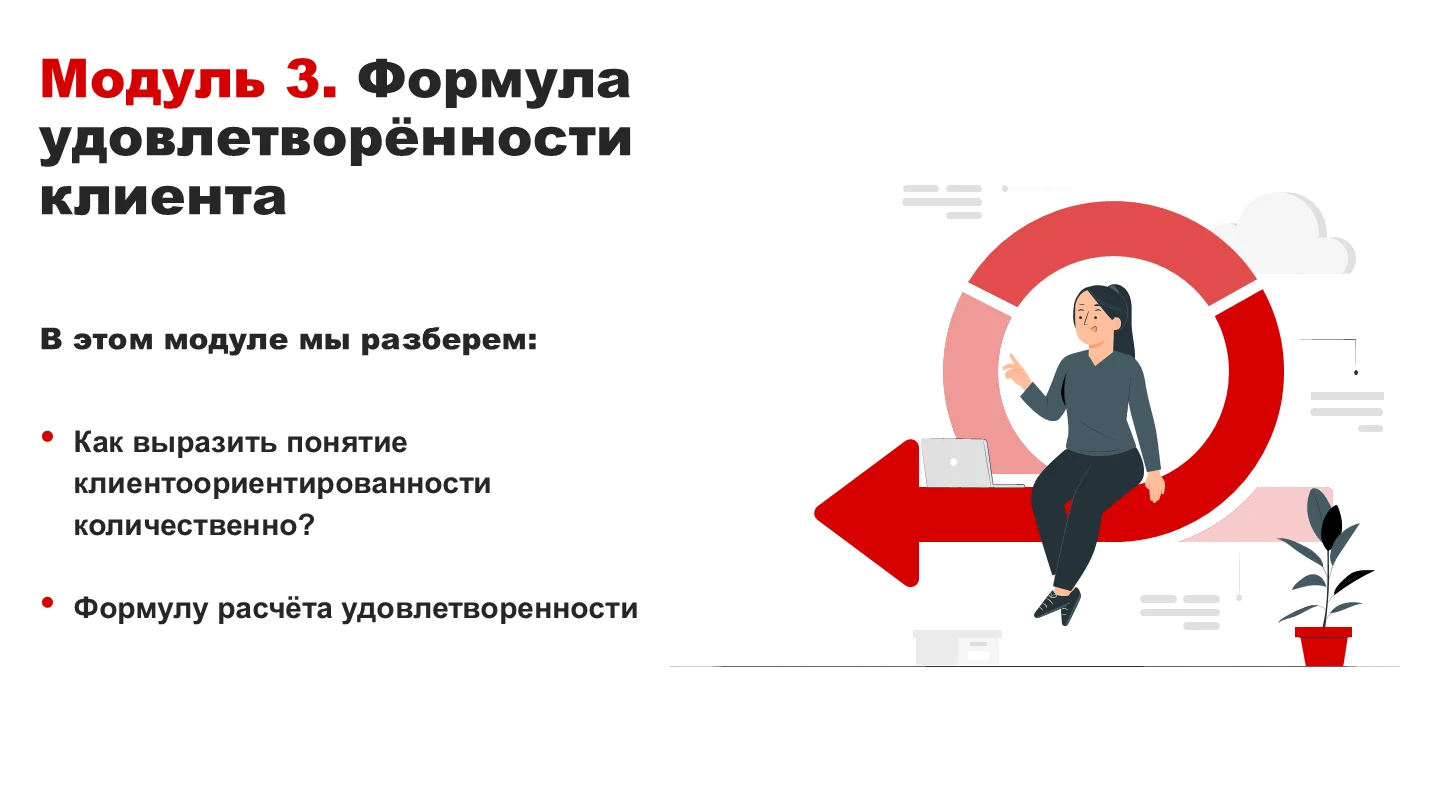 Модуль 3. Формула
удовлетворённости
клиента
В этом модуле мы разберем:
• Как выразить понятие
клиентоориентированности
количественно?
• Формулу расчёта удовлетворенности